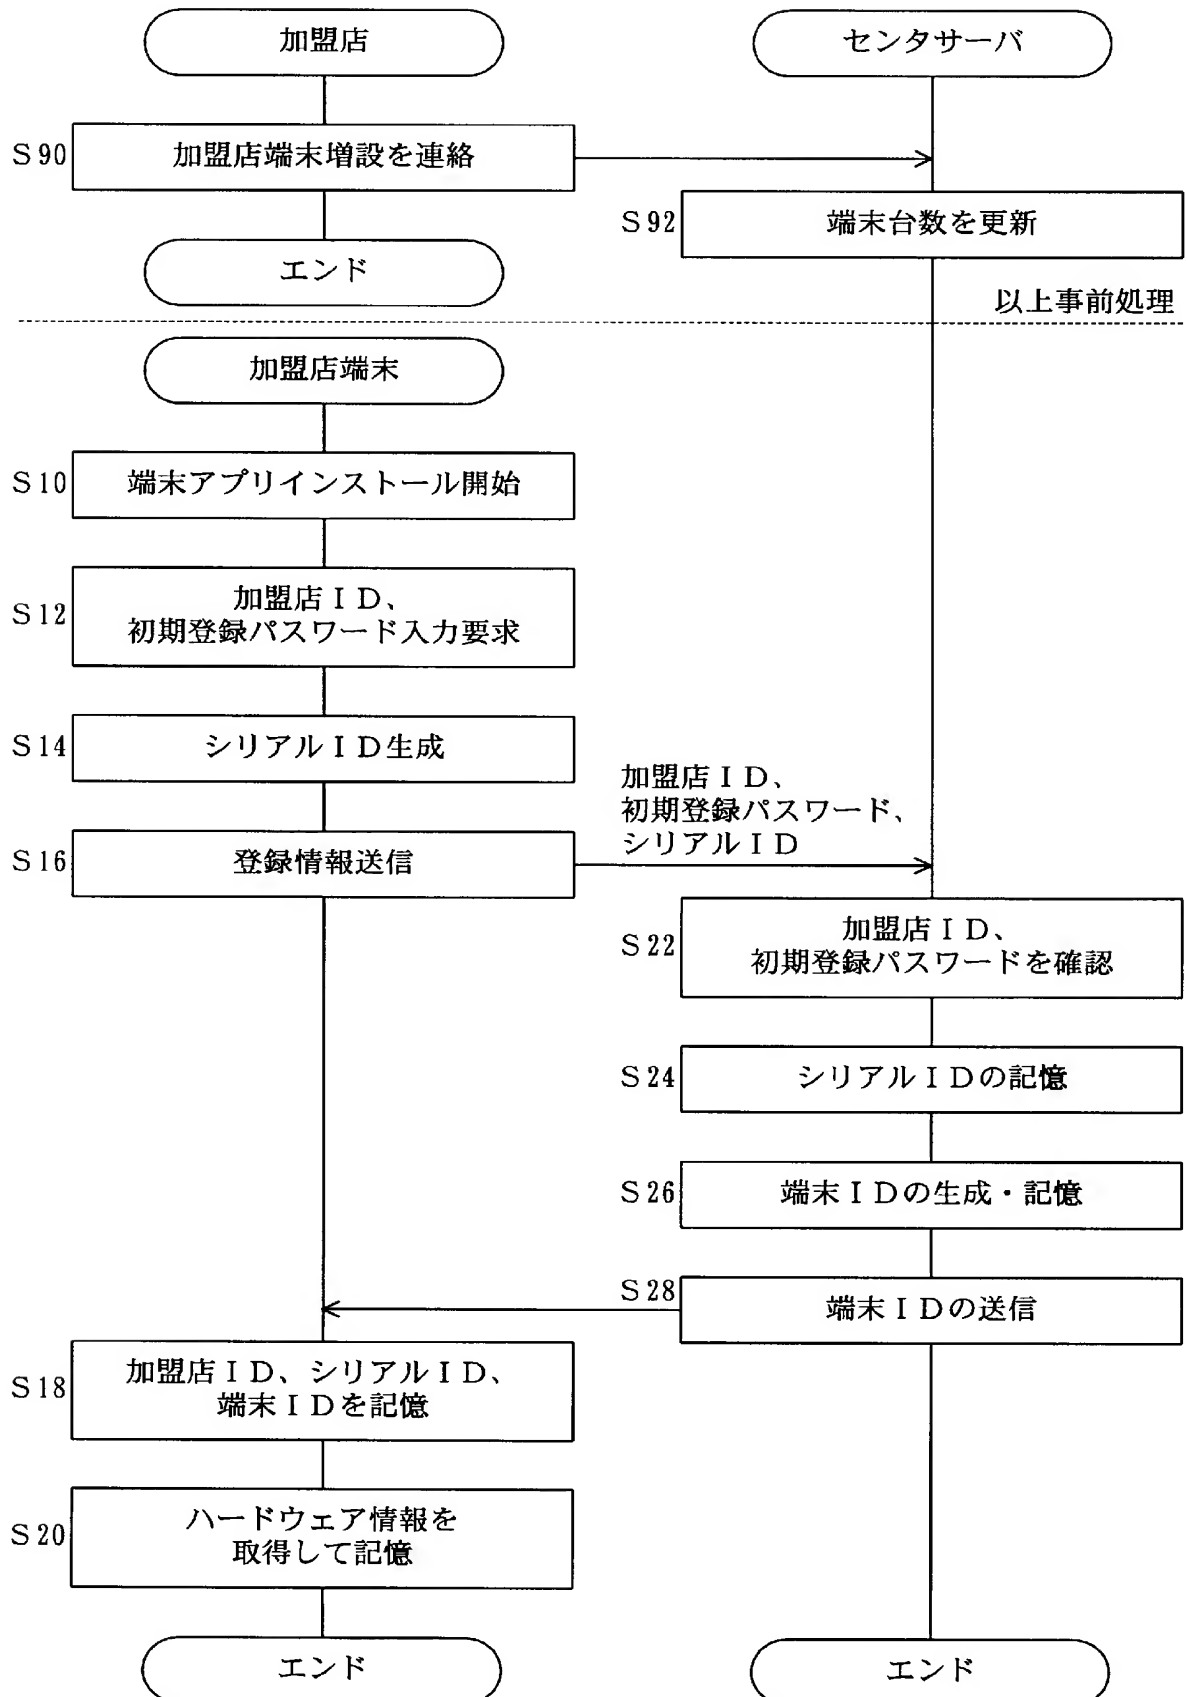 加盟店
センタサーバ
S90
加盟店端末増設を連絡
S92
端末台数を更新
エンド
以上事前処理
加盟店端末
S10
端末アプリインストール開始
S12
加盟店ID、
初期登録パスワード入力要求
S14
シリアルID生成
加盟店ID、
初期登録パスワード、
シリアルID
S16
登録情報送信
S22
加盟店ID、
初期登録パスワードを確認
S24
シリアルIDの記憶
S26
端末IDの生成・記憶
S28
端末IDの送信
S18
加盟店ID、シリアルID、
端末IDを記憶
S20
ハードウェア情報を
取得して記憶
エンド
エンド